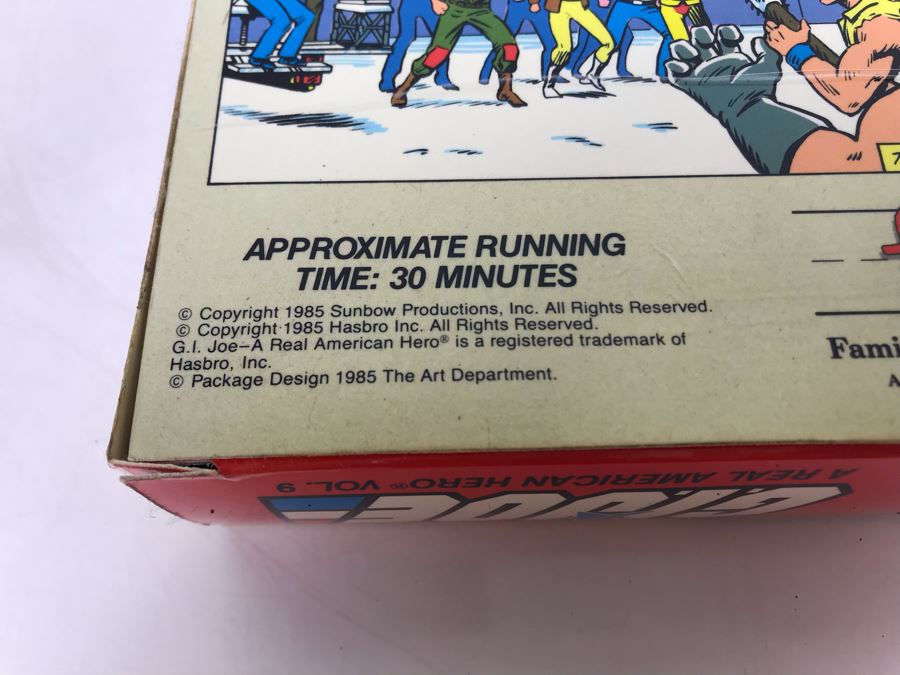 APPROXIMATE RUNNING
TIME: 30 MINUTES
© Copyright 1985 Sunbow Productions, Inc. All Rights Reserved.
© Copyright 1985 Hasbro Inc. All Rights Reserved.
G.I. Joe–A Real American Hero® is a registered trademark of
Hasbro, Inc.
© Package Design 1985 The Art Department.
Fami
A
G.I. JOE
A REAL AMERICAN HERO® VOL. 9